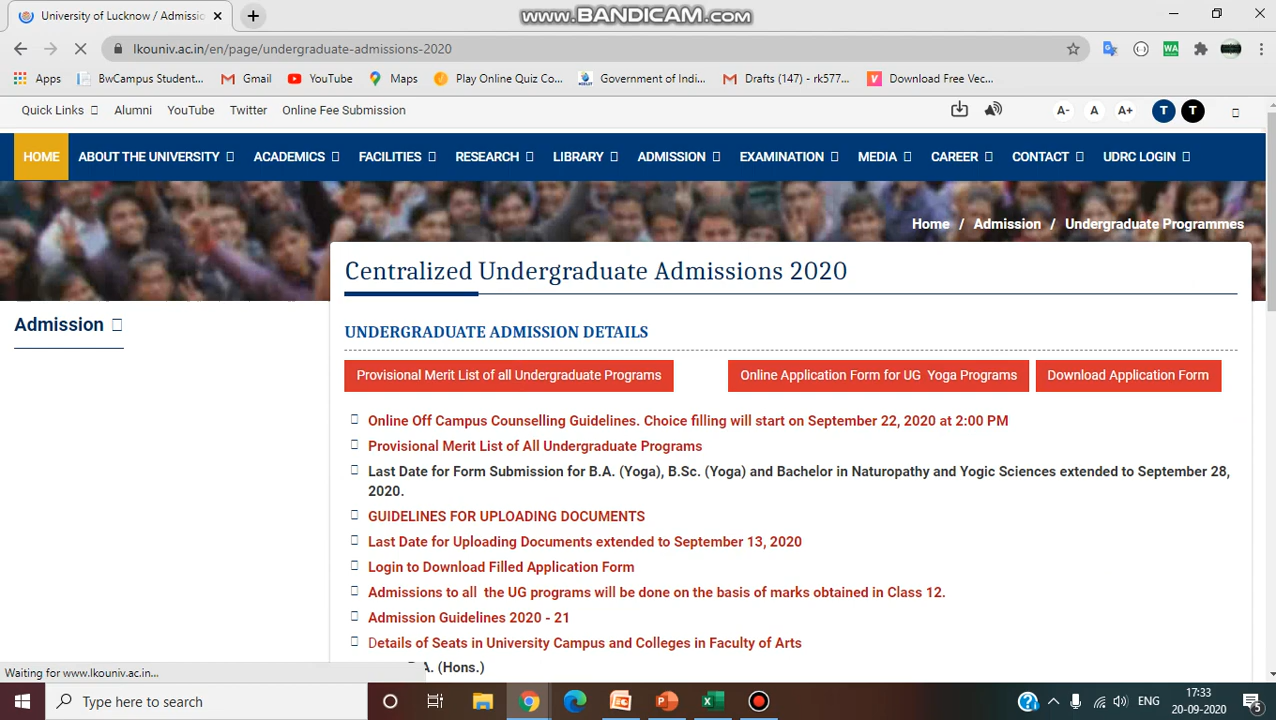 University of Lucknow / Admissio
www.BANDICAM.com
lkouniv.ac.in/en/page/undergraduate-admissions-2020
Apps BwCampus Student... Gmail YouTube Maps Play Online Quiz Co... Government of Indi... Drafts (147) - rk577... Download Free Vec...
Quick Links Alumni YouTube Twitter Online Fee Submission A- A A+ T T
HOME ABOUT THE UNIVERSITY ACADEMICS FACILITIES RESEARCH LIBRARY ADMISSION EXAMINATION MEDIA CAREER CONTACT UDRC LOGIN
Home / Admission / Undergraduate Programmes
Centralized Undergraduate Admissions 2020
Admission
UNDERGRADUATE ADMISSION DETAILS
Provisional Merit List of all Undergraduate Programs Online Application Form for UG Yoga Programs Download Application Form
Online Off Campus Counselling Guidelines. Choice filling will start on September 22, 2020 at 2:00 PM
Provisional Merit List of All Undergraduate Programs
Last Date for Form Submission for B.A. (Yoga), B.Sc. (Yoga) and Bachelor in Naturopathy and Yogic Sciences extended to September 28,
2020.
GUIDELINES FOR UPLOADING DOCUMENTS
Last Date for Uploading Documents extended to September 13, 2020
Login to Download Filled Application Form
Admissions to all the UG programs will be done on the basis of marks obtained in Class 12.
Admission Guidelines 2020 - 21
Details of Seats in University Campus and Colleges in Faculty of Arts
.A. (Hons.)
Waiting for www.lkouniv.ac.in...
Type here to search
ENG
17:33
20-09-2020
5